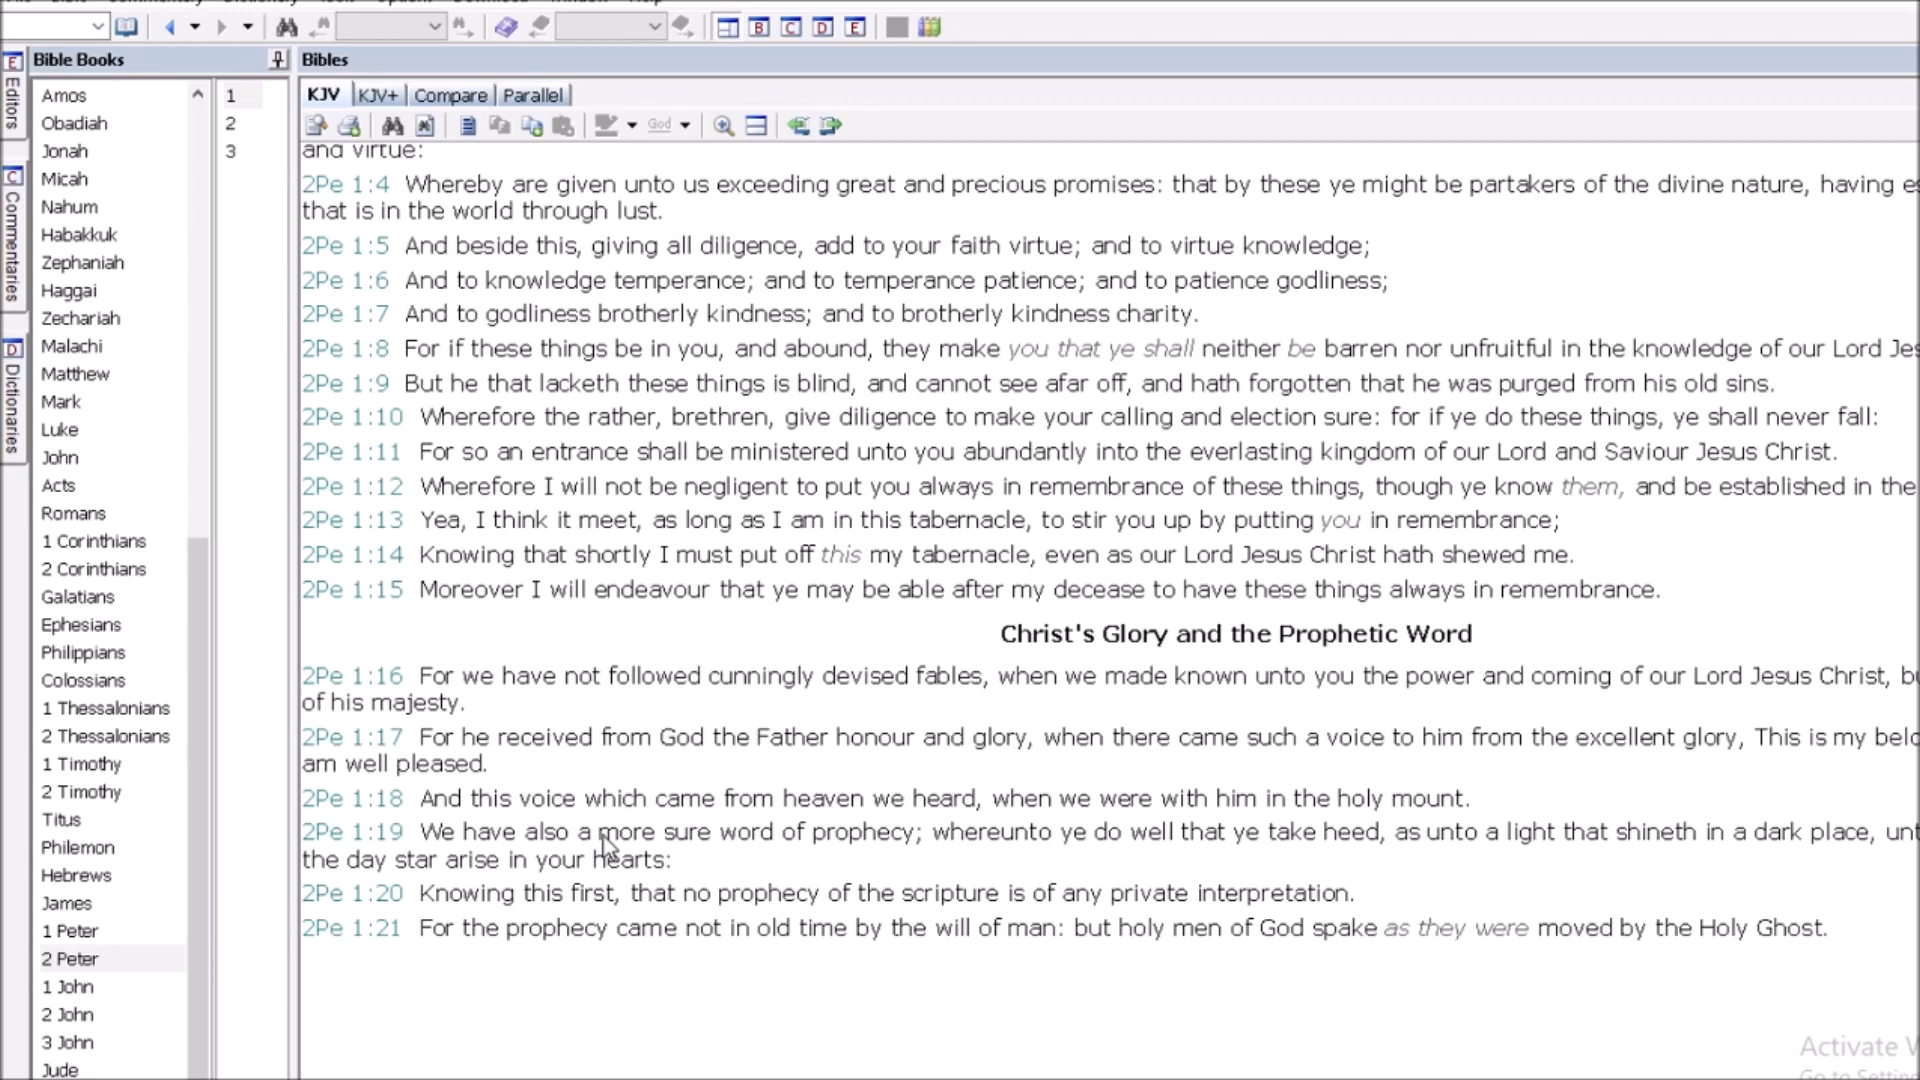 Bible Books
Bibles
Editors
Commentaries
Dictionaries
Amos
Obadiah
Jonah
Micah
Nahum
Habakkuk
Zephaniah
Haggai
Zechariah
Malachi
Matthew
Mark
Luke
John
Acts
Romans
1 Corinthians
2 Corinthians
Galatians
Ephesians
Philippians
Colossians
1 Thessalonians
2 Thessalonians
1 Timothy
2 Timothy
Titus
Philemon
Hebrews
James
1 Peter
2 Peter
1 John
2 John
3 John
Jude
1
2
3
KJV KJV+ Compare Parallel
God
and virtue:
2Pe 1:4 Whereby are given unto us exceeding great and precious promises: that by these ye might be partakers of the divine nature, having
that is in the world through lust.
2Pe 1:5 And beside this, giving all diligence, add to your faith virtue; and to virtue knowledge;
2Pe 1:6 And to knowledge temperance; and to temperance patience; and to patience godliness;
2Pe 1:7 And to godliness brotherly kindness; and to brotherly kindness charity.
2Pe 1:8 For if these things be in you, and abound, they make you that ye shall neither be barren nor unfruitful in the knowledge of our Lord
2Pe 1:9 But he that lacketh these things is blind, and cannot see afar off, and hath forgotten that he was purged from his old sins.
2Pe 1:10 Wherefore the rather, brethren, give diligence to make your calling and election sure: for if ye do these things, ye shall never fall:
2Pe 1:11 For so an entrance shall be ministered unto you abundantly into the everlasting kingdom of our Lord and Saviour Jesus Christ.
2Pe 1:12 Wherefore I will not be negligent to put you always in remembrance of these things, though ye know them, and be established in the
2Pe 1:13 Yea, I think it meet, as long as I am in this tabernacle, to stir you up by putting you in remembrance;
2Pe 1:14 Knowing that shortly I must put off this my tabernacle, even as our Lord Jesus Christ hath shewed me.
2Pe 1:15 Moreover I will endeavour that ye may be able after my decease to have these things always in remembrance.
Christ's Glory and the Prophetic Word
2Pe 1:16 For we have not followed cunningly devised fables, when we made known unto you the power and coming of our Lord Jesus Christ,
of his majesty.
2Pe 1:17 For he received from God the Father honour and glory, when there came such a voice to him from the excellent glory, This is my
am well pleased.
2Pe 1:18 And this voice which came from heaven we heard, when we were with him in the holy mount.
2Pe 1:19 We have also a more sure word of prophecy; whereunto ye do well that ye take heed, as unto a light that shineth in a dark place,
the day star arise in your hearts:
2Pe 1:20 Knowing this first, that no prophecy of the scripture is of any private interpretation.
2Pe 1:21 For the prophecy came not in old time by the will of man: but holy men of God spake as they were moved by the Holy Ghost.
Activate